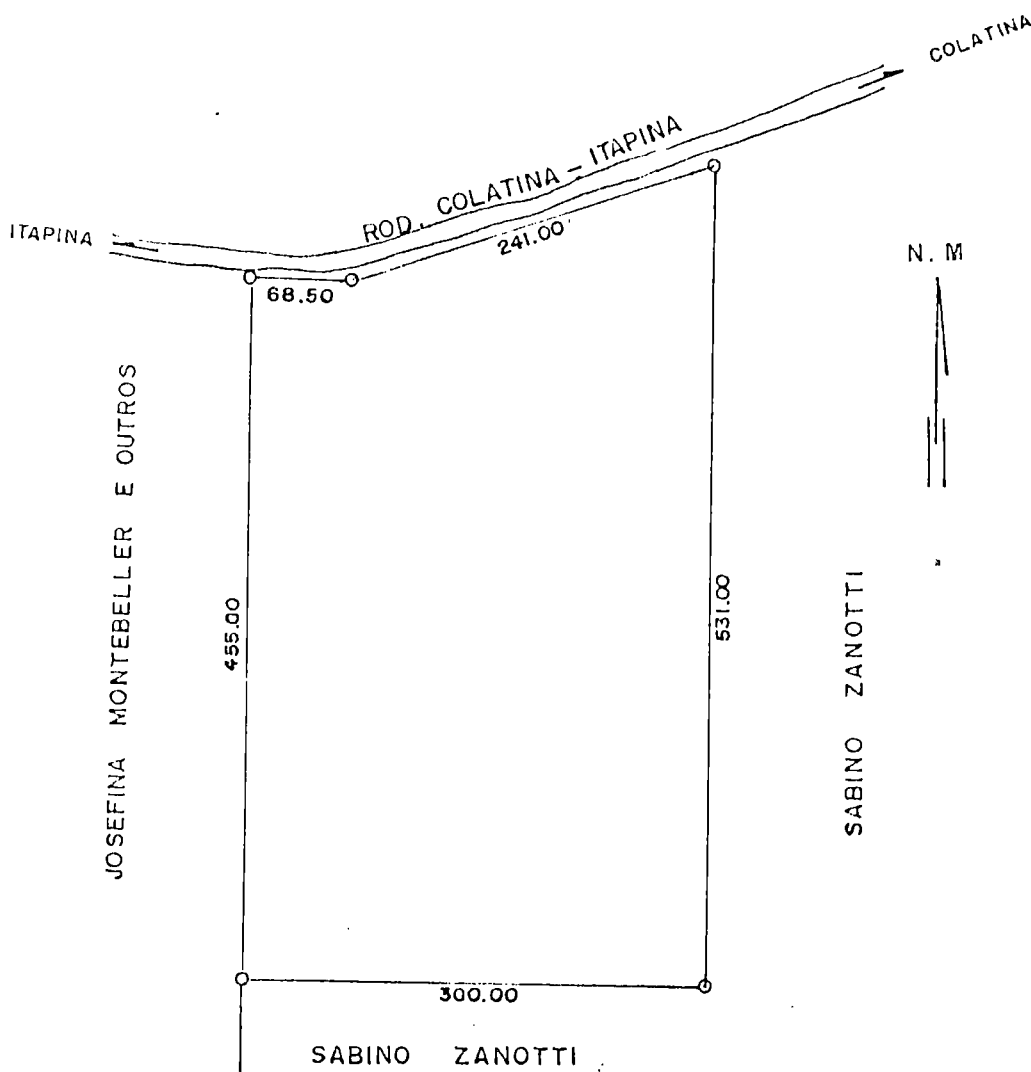 COLATINA
ROD. COLATINA - ITAPINA
ITAPINA
241.00
N. M
68.50
JOSEFINA MONTEBELLER E OUTROS
455.00
531.00
SABINO ZANOTTI
300.00
SABINO ZANOTTI